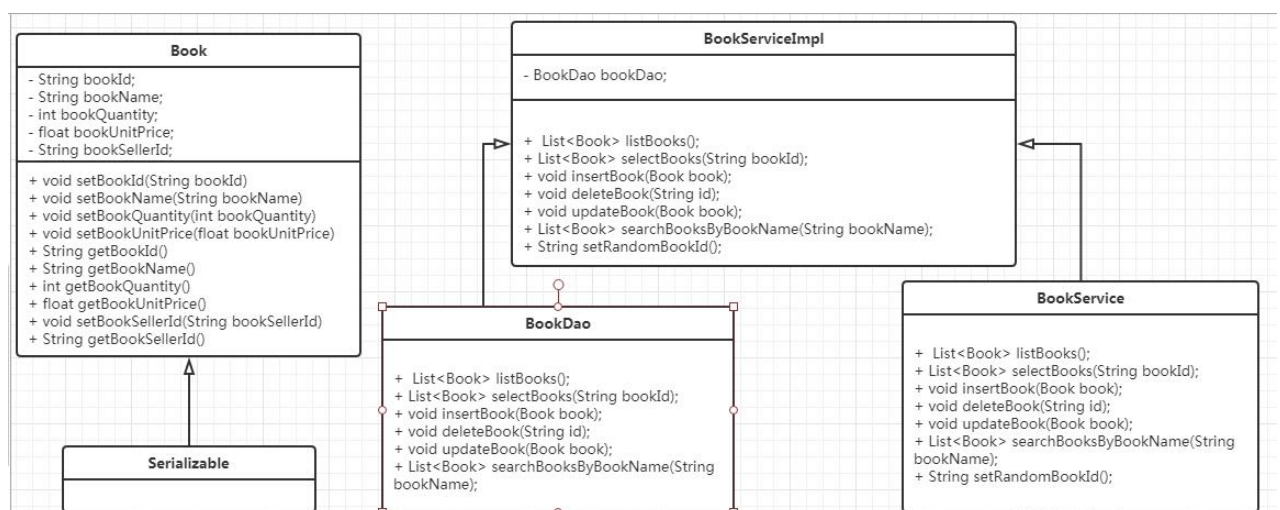 Book
- String bookId;
- String bookName;
- int bookQuantity;
- float bookUnitPrice;
- String bookSellerId;
+ void setBookId(String bookId)
+ void setBookName(String bookName)
+ void setBookQuantity(int bookQuantity)
+ void setBookUnitPrice(float bookUnitPrice)
+ String getBookId()
+ String getBookName()
+ int getBookQuantity()
+ float getBookUnitPrice()
+ void setBookSellerId(String bookSellerId)
+ String getBookSellerId()
Serializable
BookServiceImpl
- BookDao bookDao;
+ List<Book> listBooks();
+ List<Book> selectBooks(String bookId);
+ void insertBook(Book book);
+ void deleteBook(String id);
+ void updateBook(Book book);
+ List<Book> searchBooksByBookName(String bookName);
+ String setRandomBookId();
BookDao
+ List<Book> listBooks();
+ List<Book> selectBooks(String bookId);
+ void insertBook(Book book);
+ void deleteBook(String id);
+ void updateBook(Book book);
+ List<Book> searchBooksByBookName(String
bookName);
BookService
+ List<Book> listBooks();
+ List<Book> selectBooks(String bookId);
+ void insertBook(Book book);
+ void deleteBook(String id);
+ void updateBook(Book book);
+ List<Book> searchBooksByBookName(String
bookName);
+ String setRandomBookId();